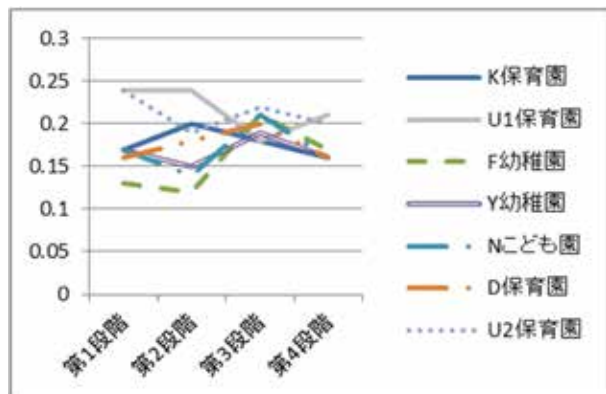 0.3
0.25
0.2
0.15
0.1
0.05
0
第1段階
第2段階
第3段階
第4段階
K保育園
U1保育園
F幼稚園
Y幼稚園
Nこども園
D保育園
U2保育園